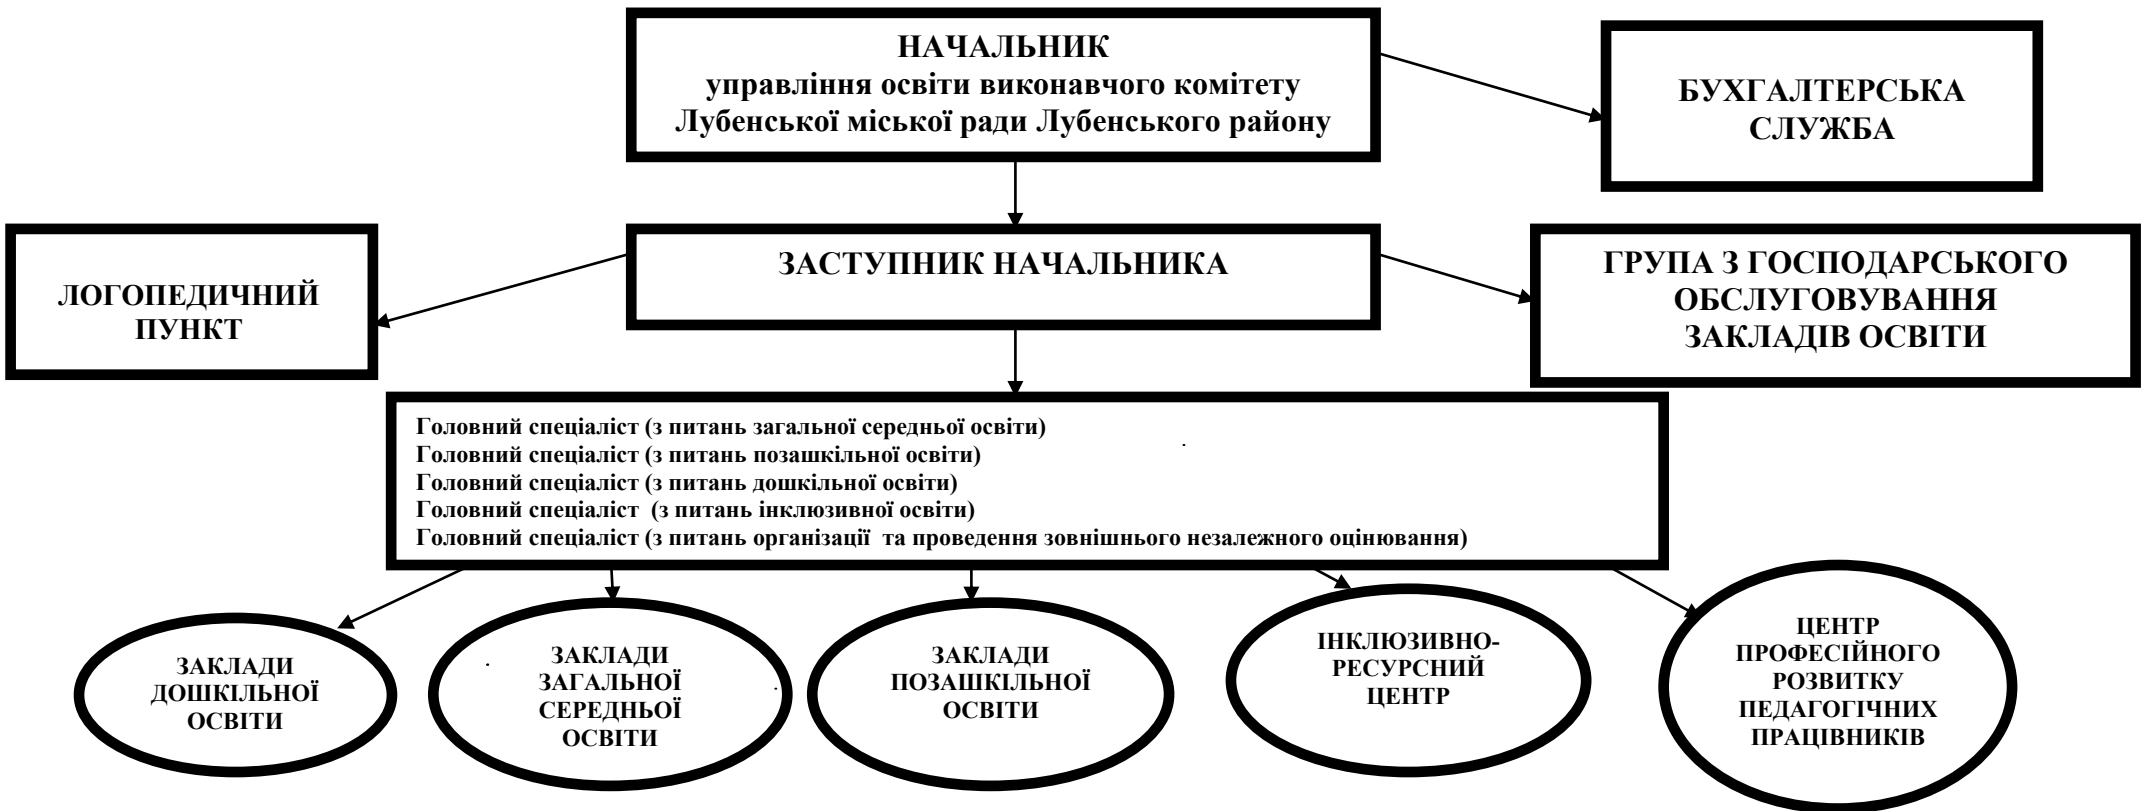 НАЧАЛЬНИК
управління освіти виконавчого комітету
Лубенської міської ради Лубенського району
БУХГАЛТЕРСЬКА
СЛУЖБА
ЛОГОПЕДИЧНИЙ
ПУНКТ
ЗАСТУПНИК НАЧАЛЬНИКА
ГРУПА З ГОСПОДАРСЬКОГО
ОБСЛУГОВУВАННЯ
ЗАКЛАДІВ ОСВІТИ
Головний спеціаліст (з питань загальної середньої освіти)
Головний спеціаліст (з питань позашкільної освіти)
Головний спеціаліст (з питань дошкільної освіти)
Головний спеціаліст  (з питань інклюзивної освіти)
Головний спеціаліст (з питань організації  та проведення зовнішнього незалежного оцінювання)
ЗАКЛАДИ
ДОШКІЛЬНОЇ
ОСВІТИ
ЗАКЛАДИ
ЗАГАЛЬНОЇ
СЕРЕДНЬОЇ
ОСВІТИ
ЗАКЛАДИ
ПОЗАШКІЛЬНОЇ
ОСВІТИ
ІНКЛЮЗИВНО-
РЕСУРСНИЙ
ЦЕНТР
ЦЕНТР
ПРОФЕСІЙНОГО
РОЗВИТКУ
ПЕДАГОГІЧНИХ
ПРАЦІВНИКІВ